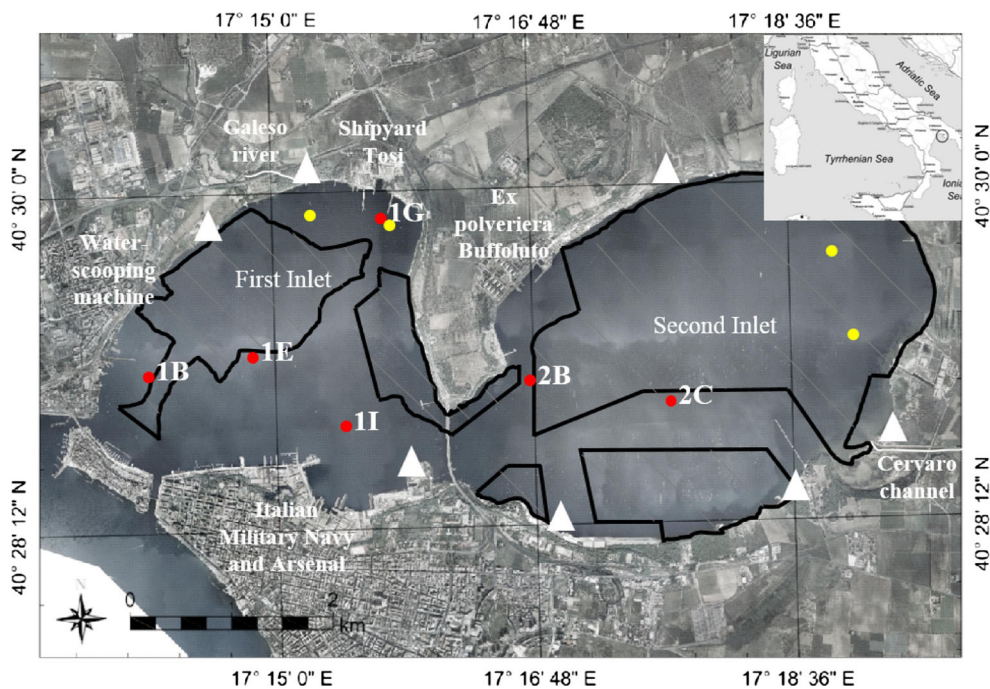 17° 15' 0" E
17° 16' 48" E
17° 18' 36" E
Ligurian
Sea
Adriatic Sea
Tyrrhenian Sea
Ionia
Sea
40° 30' 0" N
40° 30' 0" N
Galeso
river
Shipyard
Tosi
1G
Ex
polveriera
Buffoluto
Water-
scooping
machine
First Inlet
Second Inlet
1B
1E
2B
2C
1I
Cervaro
channel
Italian
Military Navy
and Arsenal
40° 28' 12" N
40° 28' 12" N
N
0
2
km
17° 15' 0" E
17° 16' 48" E
17° 18' 36" E